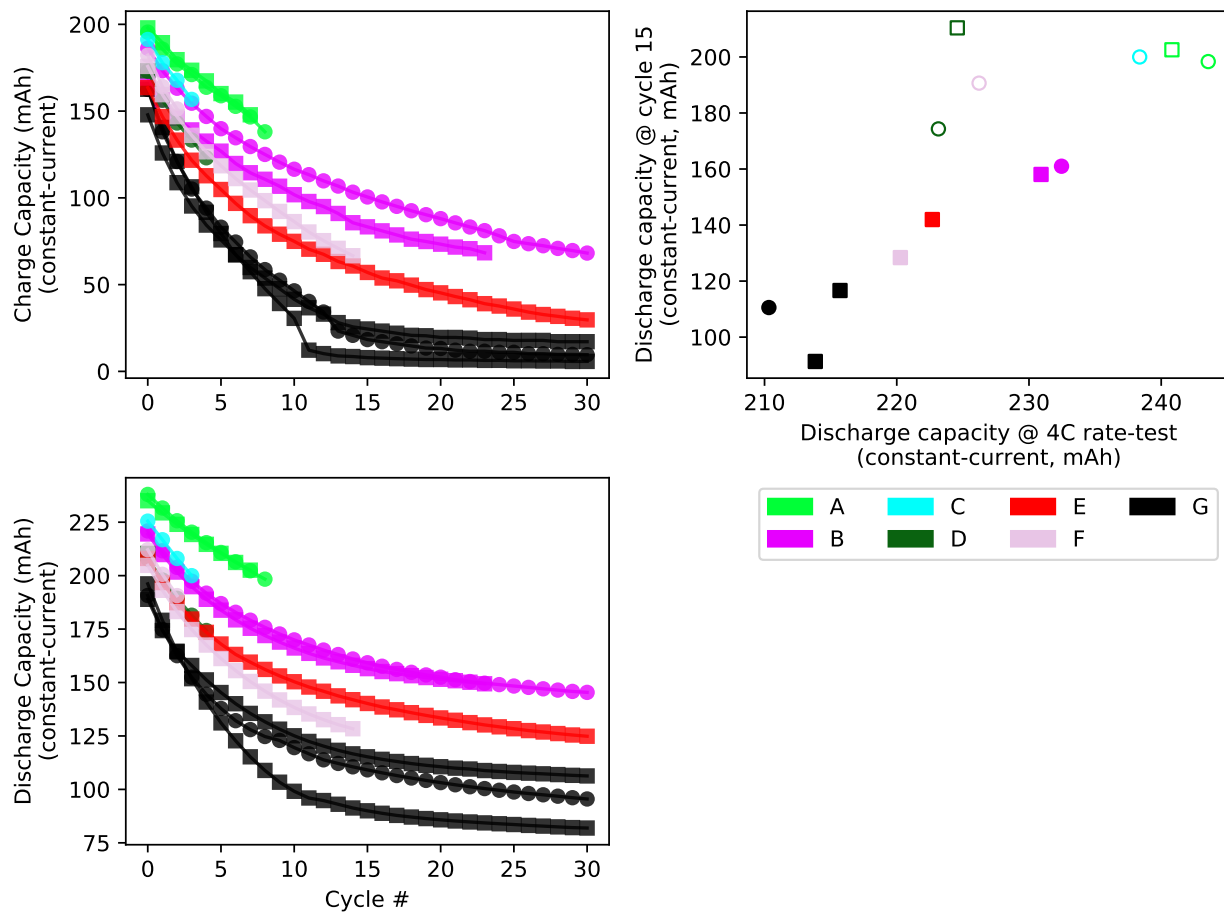 Charge Capacity (mAh)
(constant-current)
200
150
100
50
0
0 5 10 15 20 25 30
Discharge capacity @ cycle 15
(constant-current, mAh)
200
180
160
140
120
100
210 220 230 240
Discharge capacity @ 4C rate-test
(constant-current, mAh)
A C E G
B D F
Discharge Capacity (mAh)
(constant-current)
225
200
175
150
125
100
75
0 5 10 15 20 25 30
Cycle #